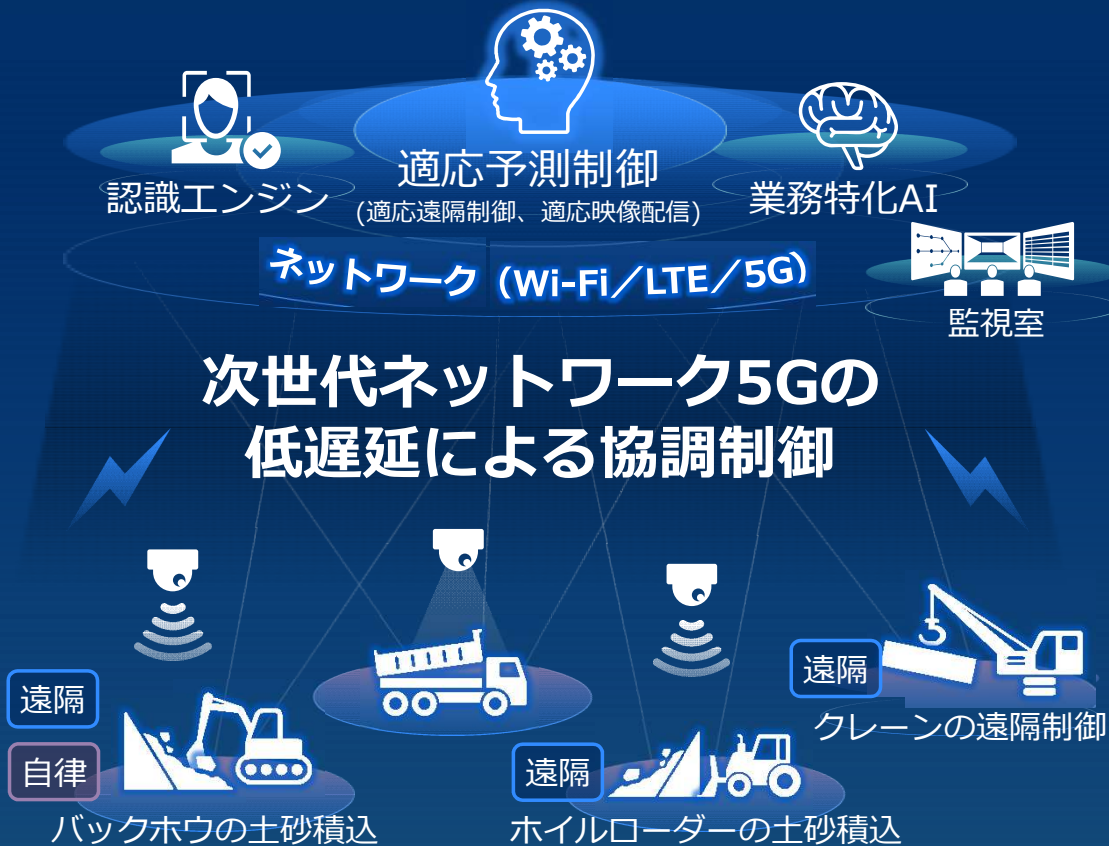 認識エンジン
適応予測制御
(適応遠隔制御、適応映像配信)
業務特化AI
ネットワーク（Wi-Fi／LTE／5G）
監視室
次世代ネットワーク5Gの
低遅延による協調制御
遠隔
自律
バックホウの土砂積込
遠隔
ホイルローダーの土砂積込
遠隔
クレーンの遠隔制御